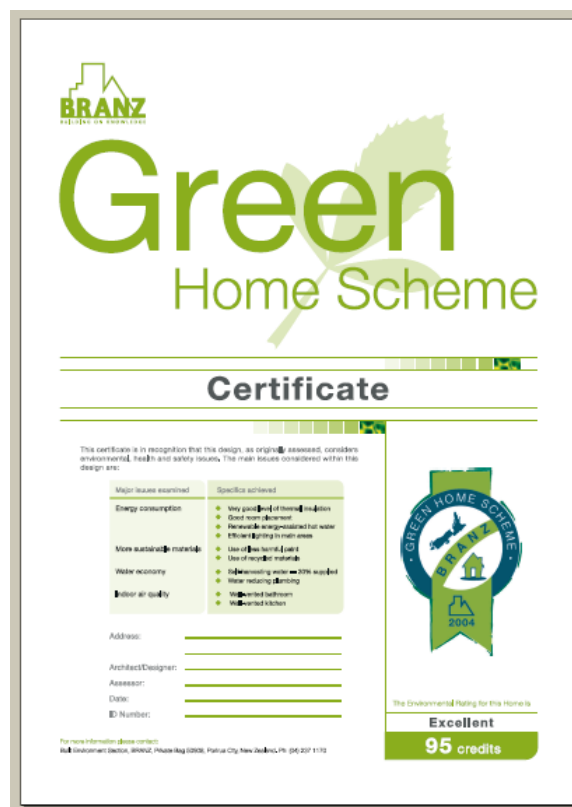 BRANZ
BUILDING ON KNOWLEDGE
Green
Home Scheme
Certificate
This certificate is in recognition that this design, as originally assessed, considers
environmental, health and safety issues. The main issues considered within this
design are:
Major issues examined Specifics achieved
Energy consumption Very good level of thermal insulation
Good room placement
Renewable energy-assisted hot water
Efficient lighting in main areas
More sustainable materials Use of less harmful paint
Use of recycled materials
Water economy water — 20% supplied
Water reducing plumbing
Indoor air quality Well-vented bathroom
Well-vented kitchen
Address:
Architect/Designer:
Assessor:
Date:
ID Number:
GREEN HOME SCHEME
BRANZ
2004
The Environmental Rating for this Home is
Excellent
95 credits
For more information please contact:
Built Environment Section, BRANZ, Private Bag 50908, Porirua City, New Zealand. Ph (04) 237 1170